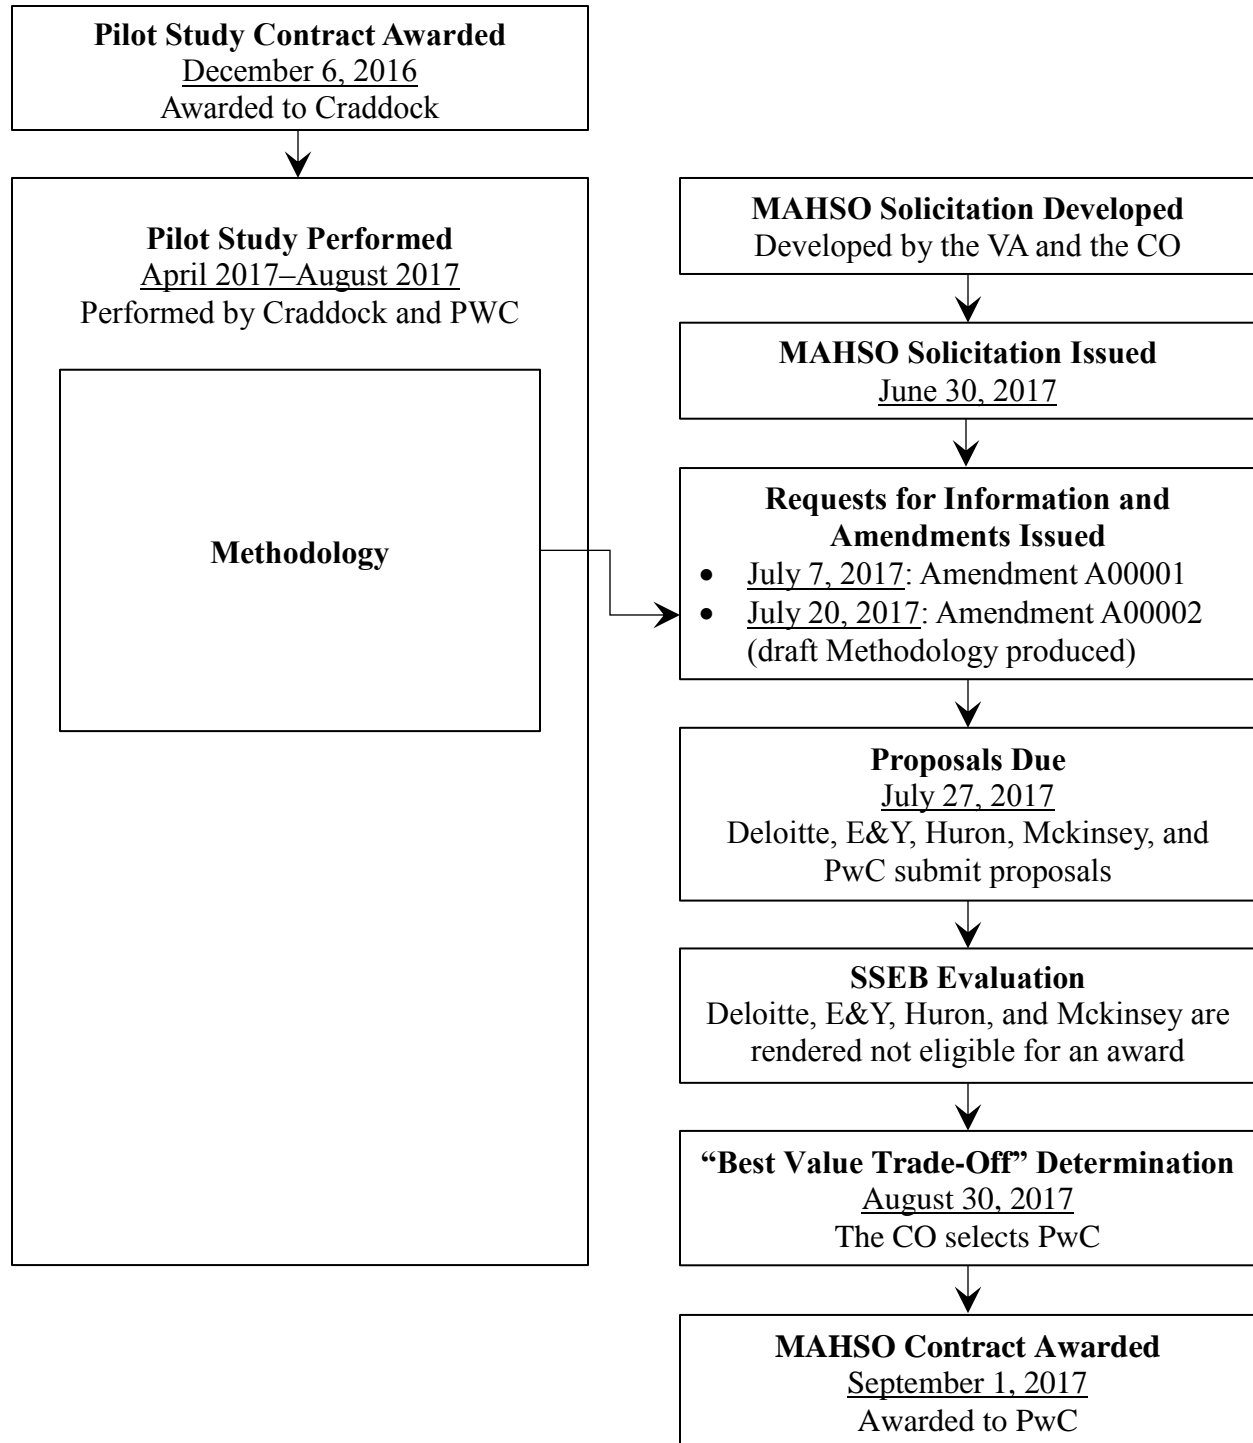 Pilot Study Contract Awarded
December 6, 2016
Awarded to Craddock
Pilot Study Performed
April 2017–August 2017
Performed by Craddock and PWC
Methodology
MAHSO Solicitation Developed
Developed by the VA and the CO
MAHSO Solicitation Issued
June 30, 2017
Requests for Information and
Amendments Issued
• July 7, 2017: Amendment A00001
• July 20, 2017: Amendment A00002
(draft Methodology produced)
Proposals Due
July 27, 2017
Deloitte, E&Y, Huron, Mckinsey, and
PwC submit proposals
SSEB Evaluation
Deloitte, E&Y, Huron, and Mckinsey are
rendered not eligible for an award
“Best Value Trade-Off” Determination
August 30, 2017
The CO selects PwC
MAHSO Contract Awarded
September 1, 2017
Awarded to PwC